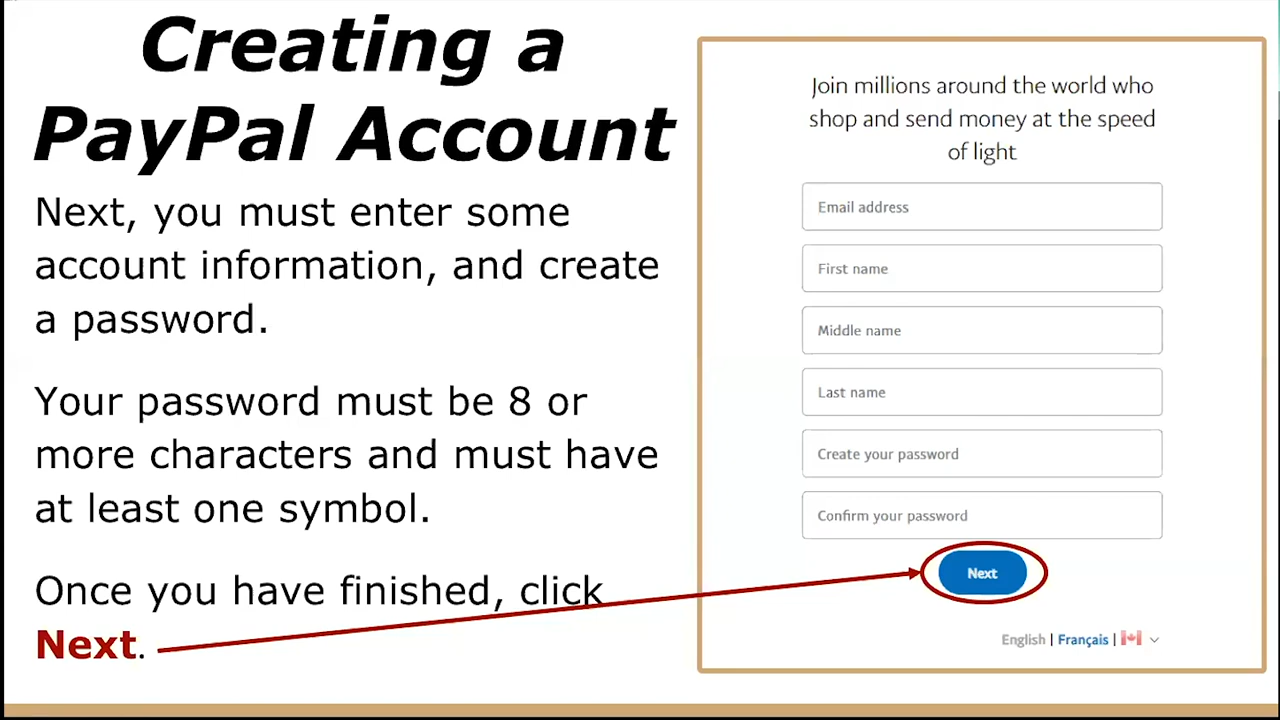 Creating a
PayPal Account
Next, you must enter some
account information, and create
a password.
Your password must be 8 or
more characters and must have
at least one symbol.
Once you have finished, click
Next.
Join millions around the world who
shop and send money at the speed
of light
Email address
First name
Middle name
Last name
Create your password
Confirm your password
Next
English | Français |